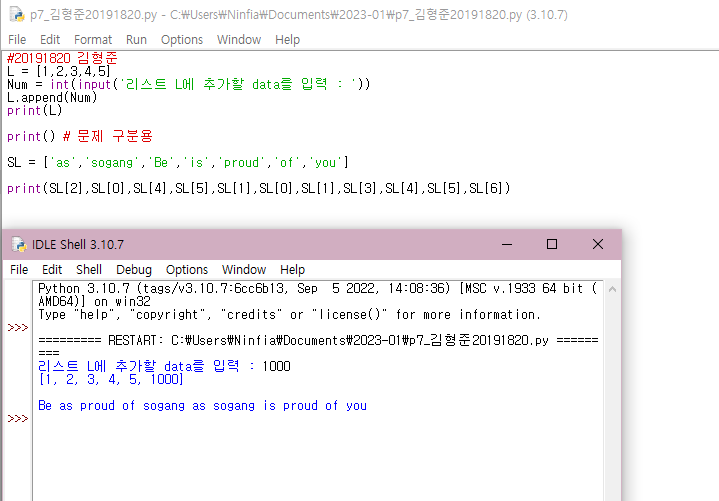 p7_김형준20191820.py - C:₩Users₩Ninfia₩Documents₩2023-01₩p7_김형준20191820.py (3.10.7)
File Edit Format Run Options Window Help
#20191820 김형준
L = [1,2,3,4,5]
Num = int(input('리스트 L에 추가할 data를 입력 : '))
L.append(Num)
print(L)
print() # 문제 구분용
SL = ['as','sogang','Be','is','proud','of','you']
print(SL[2],SL[0],SL[4],SL[5],SL[1],SL[0],SL[1],SL[3],SL[4],SL[5],SL[6])
IDLE Shell 3.10.7
File Edit Shell Debug Options Window Help
Python 3.10.7 (tags/v3.10.7:6cc6b13, Sep  5 2022, 14:08:36) [MSC v.1933 64 bit (
AMD64)] on win32
Type "help", "copyright", "credits" or "license()" for more information.
>>>
========= RESTART: C:₩Users₩Ninfia₩Documents₩2023-01₩p7_김형준20191820.py ======
===
리스트 L에 추가할 data를 입력 : 1000
[1, 2, 3, 4, 5, 1000]
Be as proud of sogang as sogang is proud of you
>>>